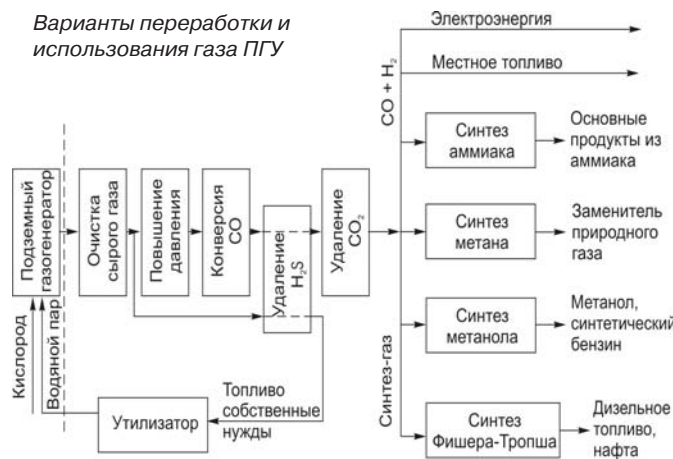 Варианты переработки и
использования газа ПГУ
Электроэнергия
Местное топливо
CO + H₂
Синтез
аммиака
Основные
продукты из
аммиака
Подземный
газогенератор
Очистка
сырого газа
Повышение
давления
Конверсия
CO
Удаление
H₂S
Удаление
CO₂
Синтез
метана
Заменитель
природного
газа
Синтез
метанола
Метанол,
синтетический
бензин
Синтез-газ
Кислород
Водяной пар
Утилизатор
Топливо
собственные
нужды
Синтез
Фишера-Тропша
Дизельное
топливо,
нафта